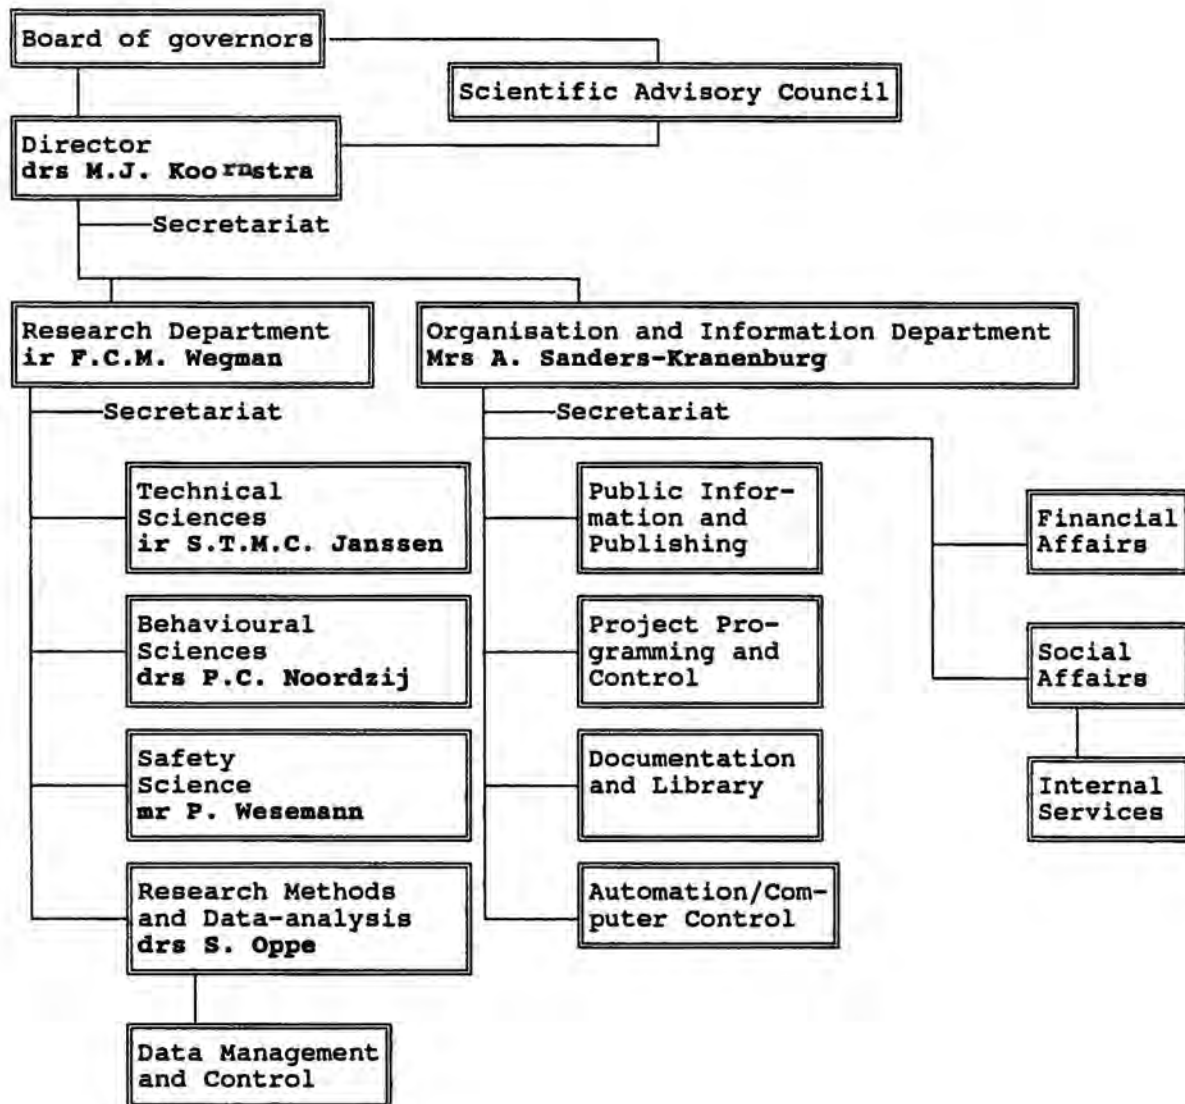 Board of governors
Scientific Advisory Council
Director
drs M.J. Koornstra
Secretariat
Research Department
ir F.C.M. Wegman
Organisation and Information Department
Mrs A. Sanders-Kranenburg
Secretariat
Secretariat
Technical
Sciences
ir S.T.M.C. Janssen
Public Infor-
mation and
Publishing
Financial
Affairs
Behavioural
Sciences
drs P.C. Noordzij
Project Pro-
gramming and
Control
Social
Affairs
Safety
Science
mr P. Wesemann
Documentation
and Library
Internal
Services
Research Methods
and Data-analysis
drs S. Oppe
Automation/Com-
puter Control
Data Management
and Control